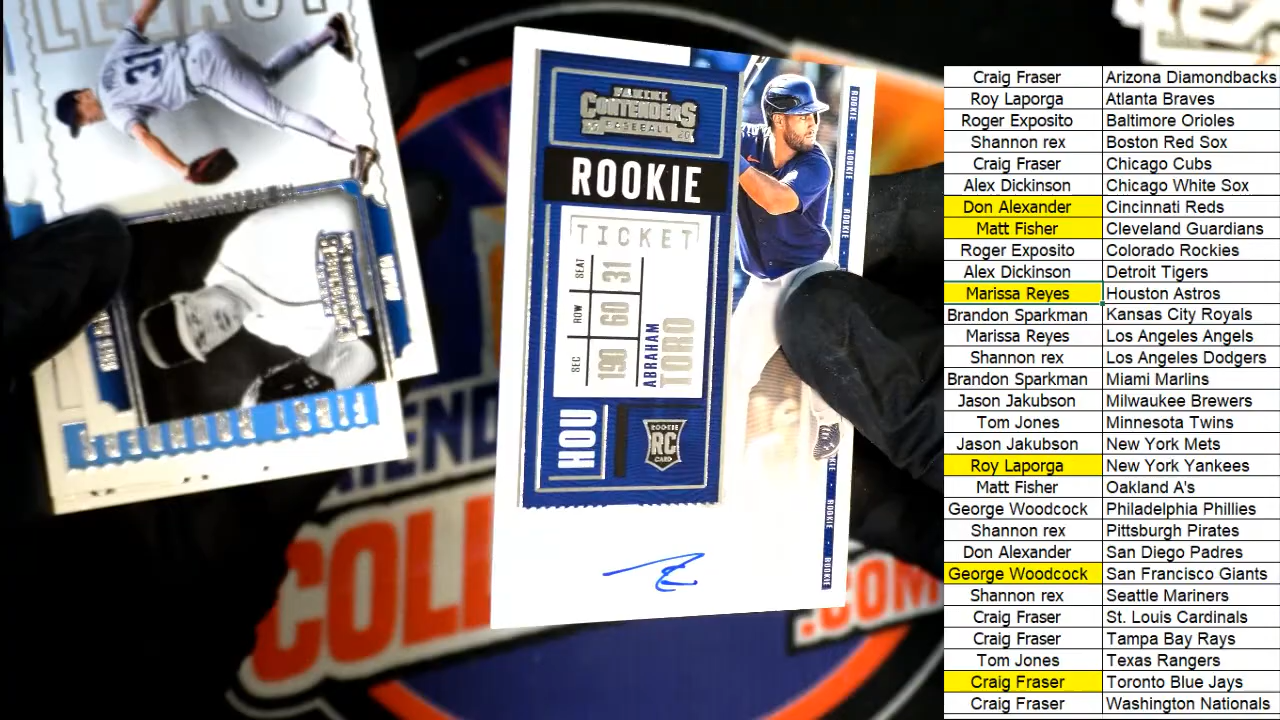 LEGACY
31
PANINI
CONTENDERS
BASEBALL 20
ROOKIE
TICKET
SEAT 31
ROW 60
SEC 190
ABRAHAM
TORO
HOU
ROOKIE
RC
CARD
ROOKIE • ROOKIE • ROOKIE
ROOKIE • ROOKIE
COLL
.COM
Craig Fraser Arizona Diamondbacks
Roy Laporga Atlanta Braves
Roger Exposito Baltimore Orioles
Shannon rex Boston Red Sox
Craig Fraser Chicago Cubs
Alex Dickinson Chicago White Sox
Don Alexander Cincinnati Reds
Matt Fisher Cleveland Guardians
Roger Exposito Colorado Rockies
Alex Dickinson Detroit Tigers
Marissa Reyes Houston Astros
Brandon Sparkman Kansas City Royals
Marissa Reyes Los Angeles Angels
Shannon rex Los Angeles Dodgers
Brandon Sparkman Miami Marlins
Jason Jakubson Milwaukee Brewers
Tom Jones Minnesota Twins
Jason Jakubson New York Mets
Roy Laporga New York Yankees
Matt Fisher Oakland A's
George Woodcock Philadelphia Phillies
Shannon rex Pittsburgh Pirates
Don Alexander San Diego Padres
George Woodcock San Francisco Giants
Shannon rex Seattle Mariners
Craig Fraser St. Louis Cardinals
Craig Fraser Tampa Bay Rays
Tom Jones Texas Rangers
Craig Fraser Toronto Blue Jays
Craig Fraser Washington Nationals